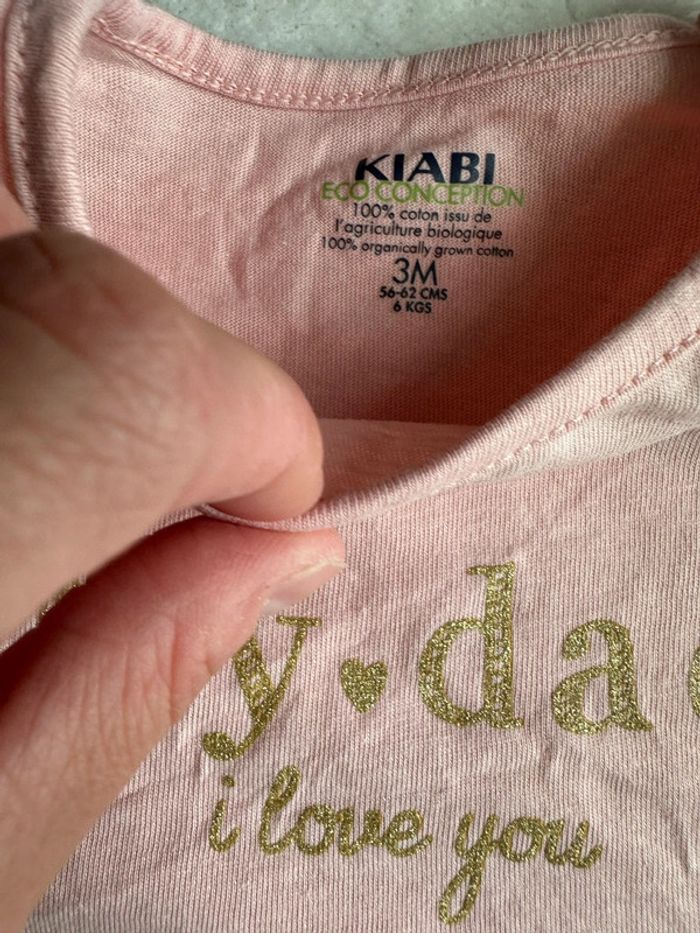 KIABI
ECO CONCEPTION
100% coton issu de
l'agriculture biologique
100% organically grown cotton
3M
56-62 CMS
6 KGS
y♥da
i love you